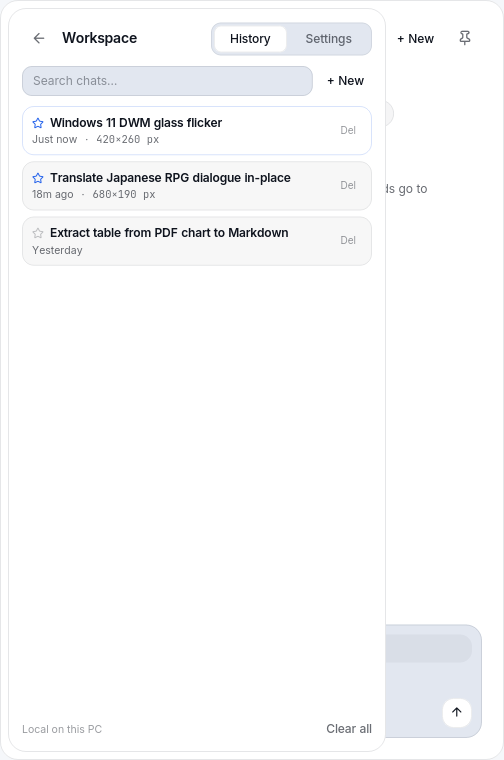 Workspace
History
Settings
+ New
Search chats...
+ New
Windows 11 DWM glass flicker
Just now · 420×260 px
Del
Translate Japanese RPG dialogue in-place
18m ago · 680×190 px
Del
ds go to
Extract table from PDF chart to Markdown
Yesterday
Del
Local on this PC
Clear all